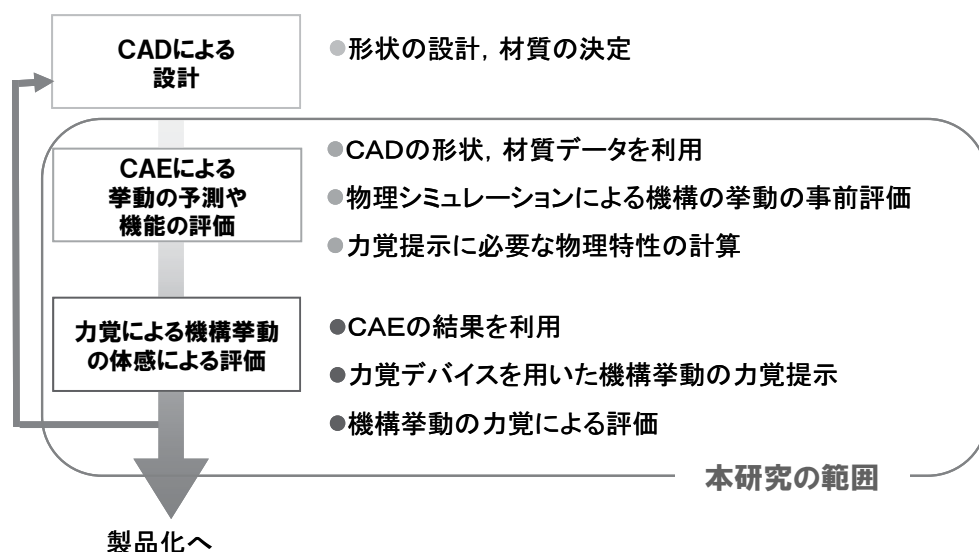 CADによる
設計
●形状の設計, 材質の決定
CAEによる
挙動の予測や
機能の評価
●CADの形状, 材質データを利用
●物理シミュレーションによる機構の挙動の事前評価
●力覚提示に必要な物理特性の計算
力覚による機構挙動
の体感による評価
●CAEの結果を利用
●力覚デバイスを用いた機構挙動の力覚提示
●機構挙動の力覚による評価
本研究の範囲
製品化へ